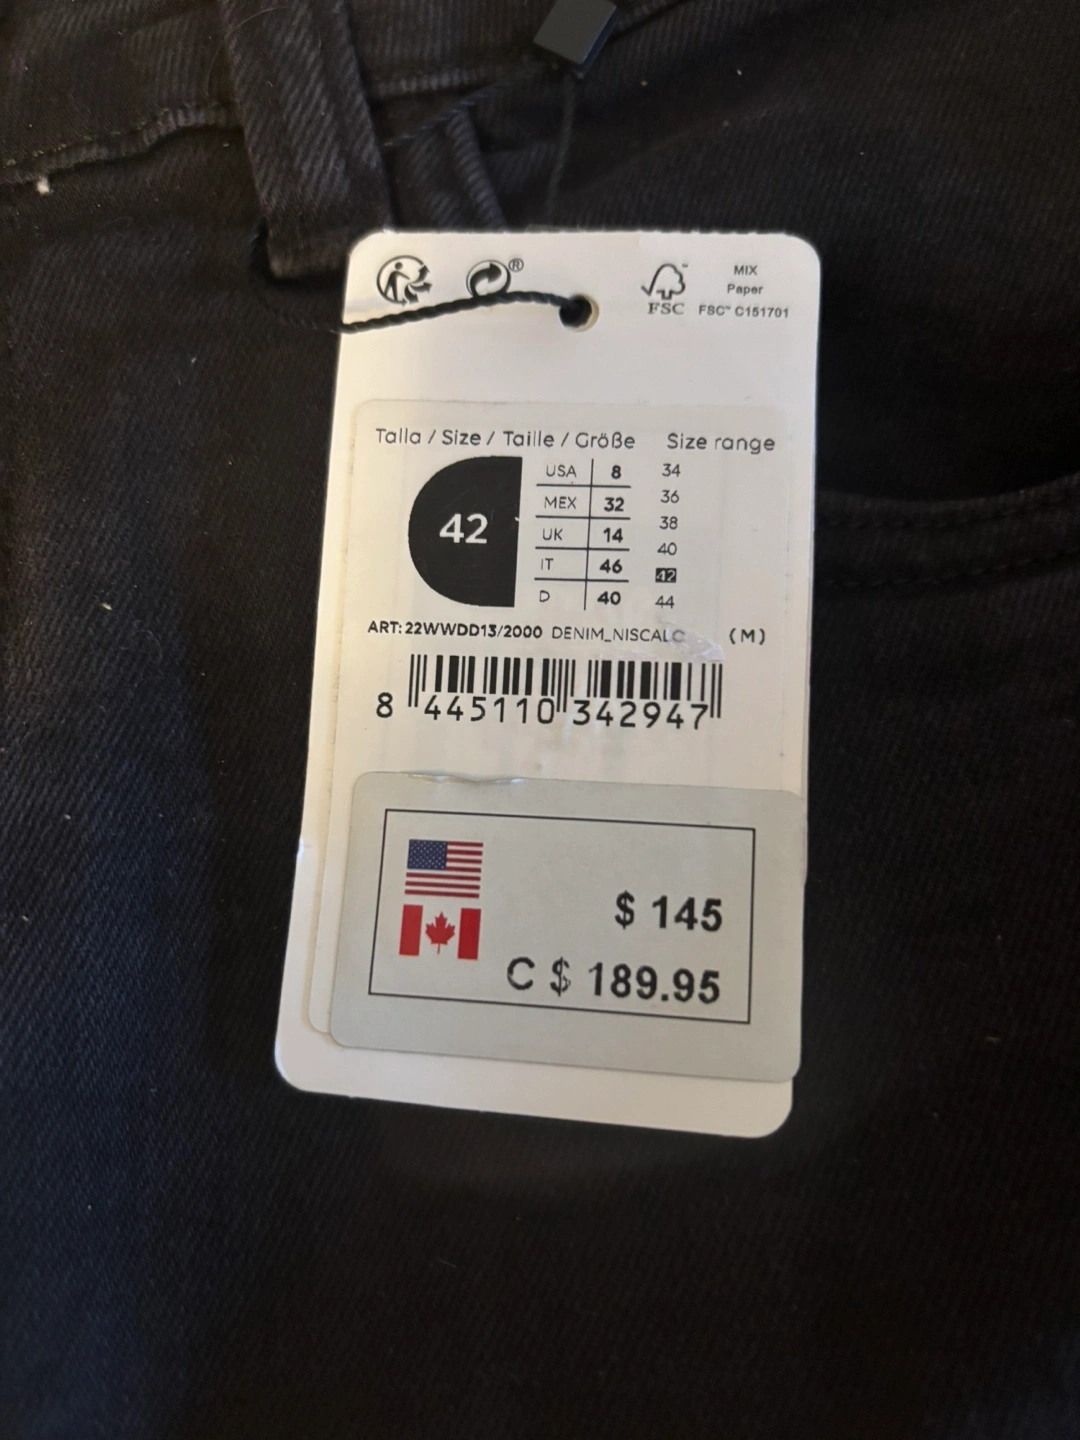 ®
FSC™
MIX
Paper
FSC™ C151701
Talla / Size / Taille / Größe Size range
42
USA 8
MEX 32
UK 14
IT 46
D 40
34
36
38
40
42
44
ART: 22WWDD13/2000 DENIM_NISCALC (M)
8 445110 342947
$ 145
C $ 189.95